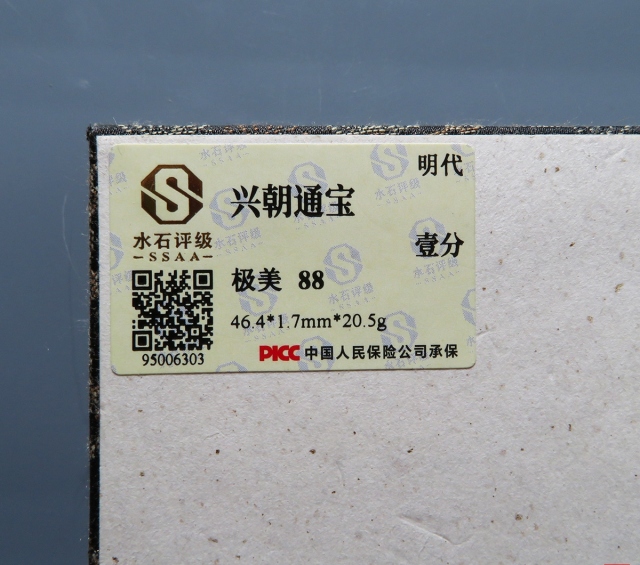 明代
兴朝通宝
水石评级
SSAA
壹分
极美 88
46.4*1.7mm*20.5g
95006303
PICC 中国人民保险公司承保